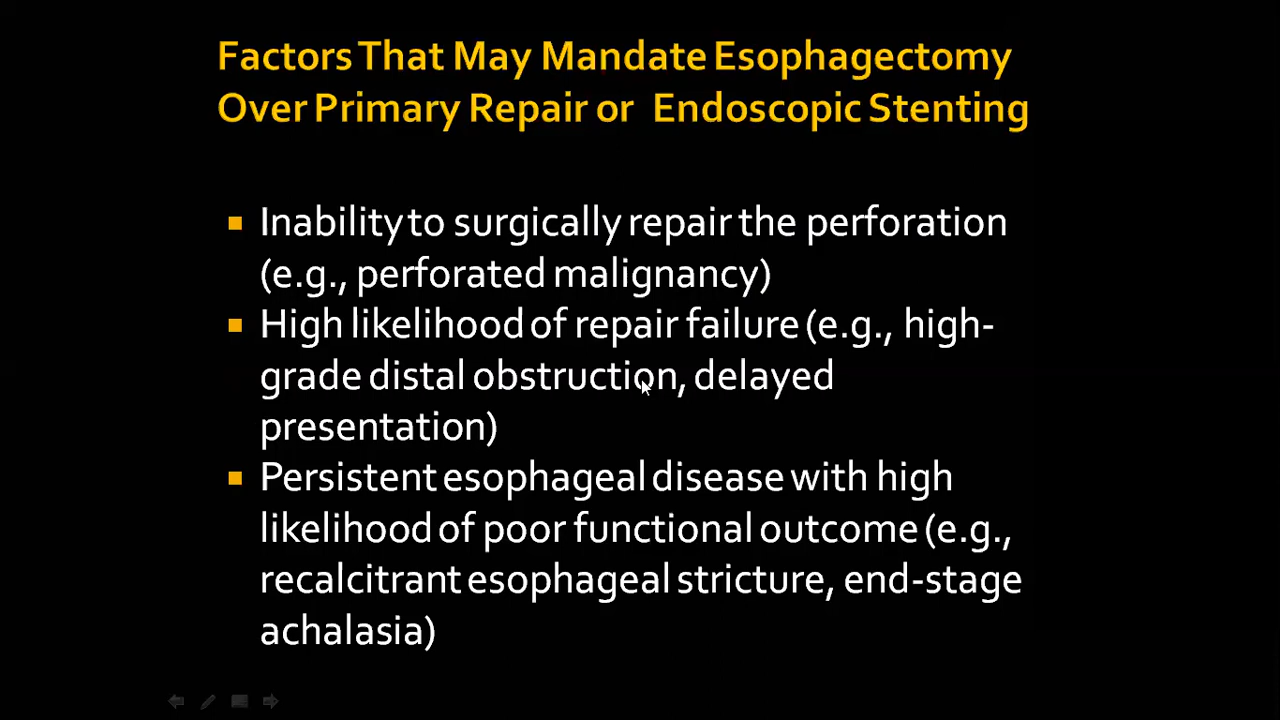 Factors That May Mandate Esophagectomy
Over Primary Repair or Endoscopic Stenting
Inability to surgically repair the perforation
(e.g., perforated malignancy)
High likelihood of repair failure (e.g., high-
grade distal obstruction, delayed
presentation)
Persistent esophageal disease with high
likelihood of poor functional outcome (e.g.,
recalcitrant esophageal stricture, end-stage
achalasia)